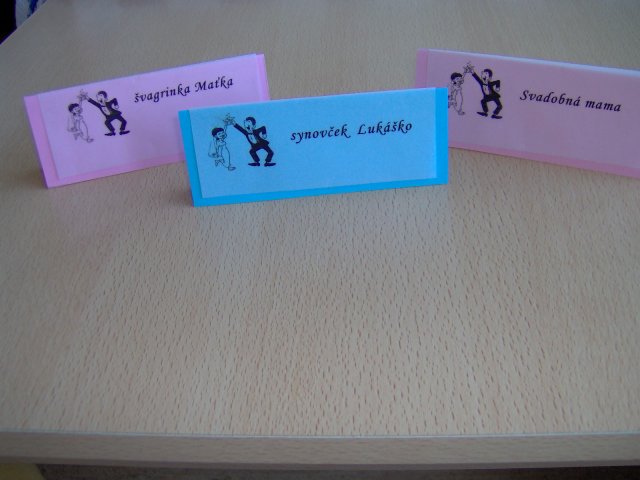 švagrinka Maťka
synovček Lukáško
Svadobná mama